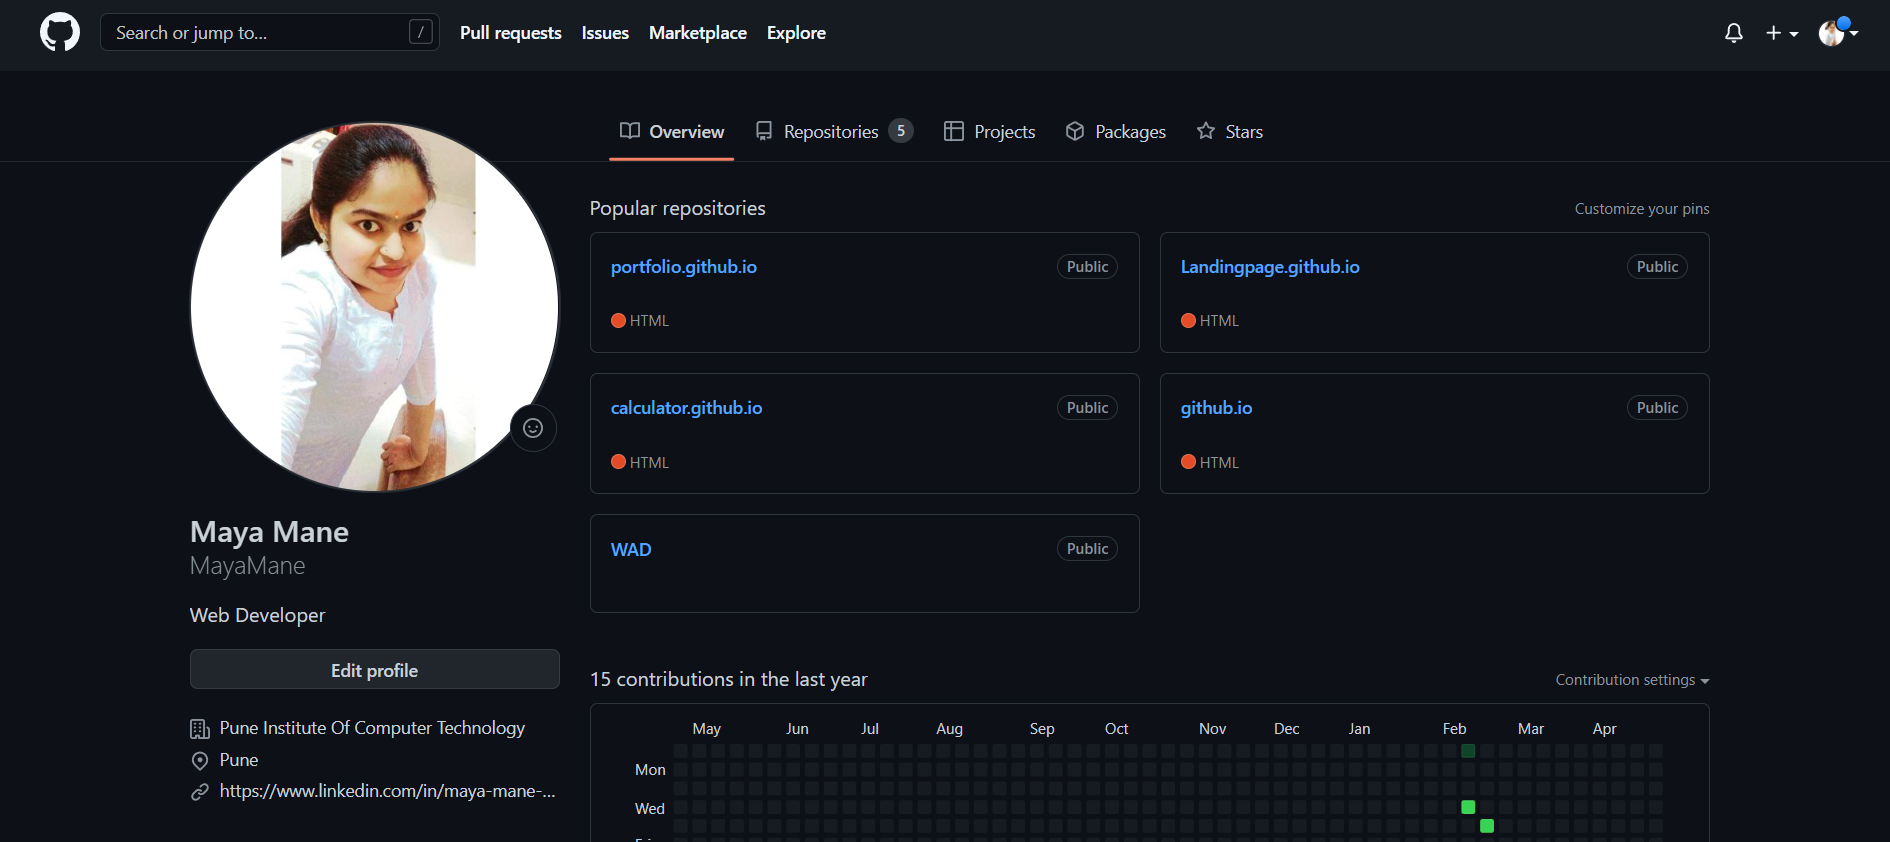 Search or jump to... /
Pull requests Issues Marketplace Explore
Overview Repositories 5 Projects Packages Stars
Popular repositories Customize your pins
portfolio.github.io Public
HTML
Landingpage.github.io Public
HTML
calculator.github.io Public
HTML
github.io Public
HTML
WAD Public
Maya Mane
MayaMane
Web Developer
Edit profile
Pune Institute Of Computer Technology
Pune
https://www.linkedin.com/in/maya-mane-...
15 contributions in the last year Contribution settings
May Jun Jul Aug Sep Oct Nov Dec Jan Feb Mar Apr
Mon
Wed